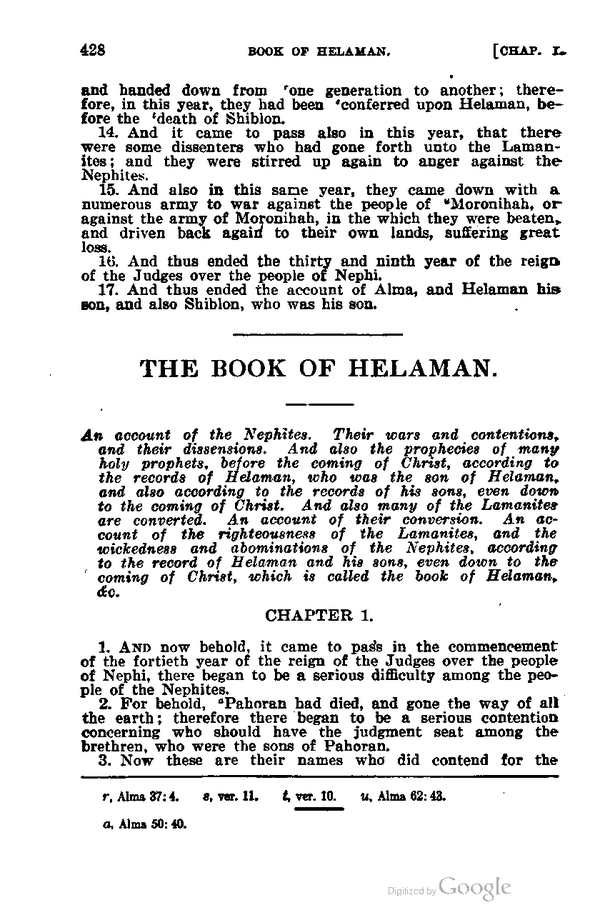 428 BOOK OF HELAMAN. [CHAP. I.
and handed down from ʳone generation to another; there-
fore, in this year, they had been ˢconferred upon Helaman, be-
fore the ᵗdeath of Shiblon.
14. And it came to pass also in this year, that there
were some dissenters who had gone forth unto the Laman-
ites; and they were stirred up again to anger against the
Nephites.
15. And also in this same year, they came down with a
numerous army to war against the people of ᵘMoronihah, or
against the army of Moronihah, in the which they were beaten,
and driven back again to their own lands, suffering great
loss.
16. And thus ended the thirty and ninth year of the reign
of the Judges over the people of Nephi.
17. And thus ended the account of Alma, and Helaman his
son, and also Shiblon, who was his son.
THE BOOK OF HELAMAN.
An account of the Nephites. Their wars and contentions,
and their dissensions. And also the prophecies of many
holy prophets, before the coming of Christ, according to
the records of Helaman, who was the son of Helaman,
and also according to the records of his sons, even down
to the coming of Christ. And also many of the Lamanites
are converted. An account of their conversion. An ac-
count of the righteousness of the Lamanites, and the
wickedness and abominations of the Nephites, according
to the record of Helaman and his sons, even down to the
coming of Christ, which is called the book of Helaman,
&c.
CHAPTER 1.
1. AND now behold, it came to pass in the commencement
of the fortieth year of the reign of the Judges over the people
of Nephi, there began to be a serious difficulty among the peo-
ple of the Nephites.
2. For behold, ᵃPahoran had died, and gone the way of all
the earth; therefore there began to be a serious contention
concerning who should have the judgment seat among the
brethren, who were the sons of Pahoran.
3. Now these are their names who did contend for the
r, Alma 37:4. s, ver. 11. t, ver. 10. u, Alma 62:43.
a, Alma 50:40.
Digitized by Google